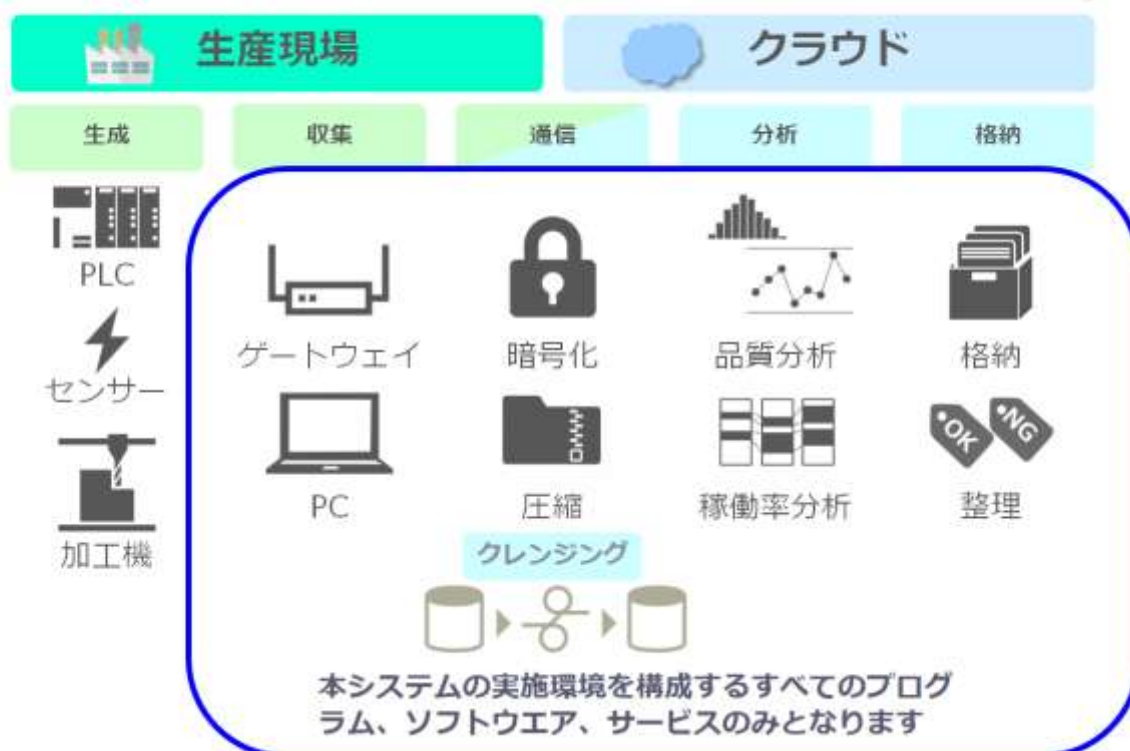 生産現場
クラウド
生成
収集
通信
分析
格納
PLC
センサー
加工機
ゲートウェイ
暗号化
品質分析
格納
PC
圧縮
稼働率分析
OK
NG
整理
クレンジング
本システムの実施環境を構成するすべてのプログ
ラム、ソフトウエア、サービスのみとなります